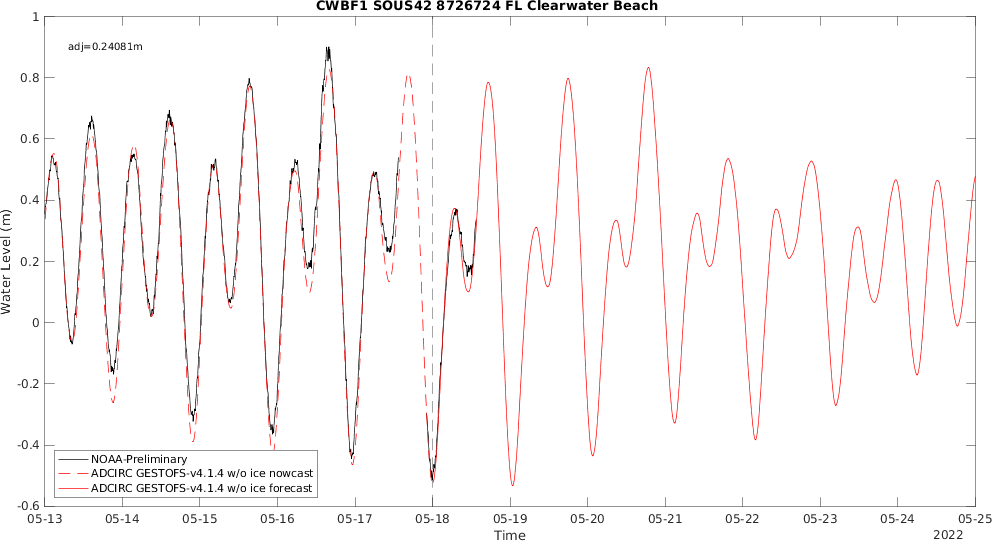 CWBF1 SOUS42 8726724 FL Clearwater Beach
adj=0.24081m
Water Level (m)
1
0.8
0.6
0.4
0.2
0
-0.2
-0.4
-0.6
NOAA-Preliminary
ADCIRC GESTOFS-v4.1.4 w/o ice nowcast
ADCIRC GESTOFS-v4.1.4 w/o ice forecast
05-13 05-14 05-15 05-16 05-17 05-18 05-19 05-20 05-21 05-22 05-23 05-24 05-25
Time
2022